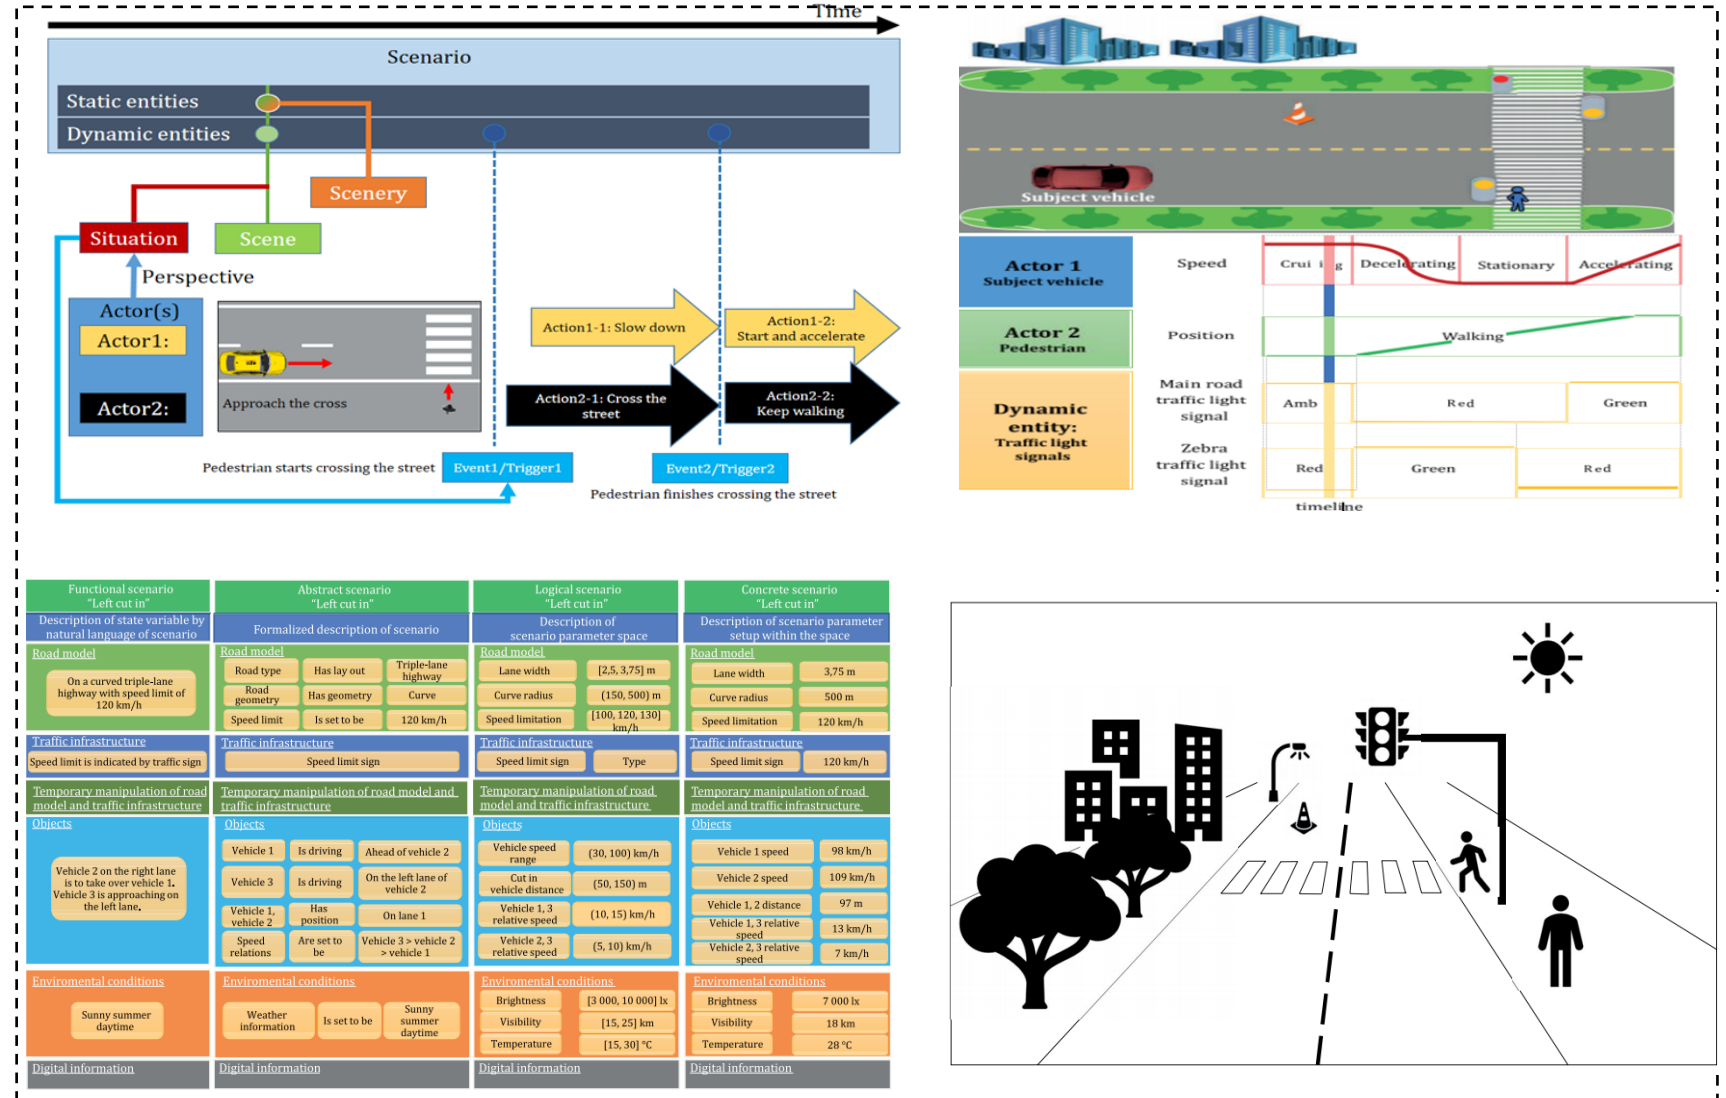 Time
Scenario
Static entities
Dynamic entities
Scenery
Situation
Scene
Perspective
Actor(s)
Actor1:
Actor2:
Approach the cross
Action1-1: Slow down
Action1-2:
Start and accelerate
Action2-1: Cross the
street
Action2-2:
Keep walking
Pedestrian starts crossing the street
Event1/Trigger1
Event2/Trigger2
Pedestrian finishes crossing the street
Subject vehicle
Actor 1
Subject vehicle
Speed
Crui i g
Decelerating
Stationary
Accelerating
Actor 2
Pedestrian
Position
Walking
Dynamic
entity:
Traffic light
signals
Main road
traffic light
signal
Amb
Red
Green
Zebra
traffic light
signal
Red
Green
Red
timeline
Functional scenario
"Left cut in"
Description of state variable by
natural language of scenario
Road model
On a curved triple-lane
highway with speed limit of
120 km/h
Traffic infrastructure
Speed limit is indicated by traffic sign
Temporary manipulation of road
model and traffic infrastructure
Objects
Vehicle 2 on the right lane
is to take over vehicle 1.
Vehicle 3 is approaching on
the left lane.
Enviromental conditions
Sunny summer
daytime
Digital information
Abstract scenario
"Left cut in"
Formalized description of scenario
Road model
Road type
Has lay out
Triple-lane
highway
Road
geometry
Has geometry
Curve
Speed limit
Is set to be
120 km/h
Traffic infrastructure
Speed limit sign
Temporary manipulation of road model and
traffic infrastructure
Objects
Vehicle 1
Is driving
Ahead of vehicle 2
Vehicle 3
Is driving
On the left lane of
vehicle 2
Vehicle 1,
vehicle 2
Has
position
On lane 1
Speed
relations
Are set to
be
Vehicle 3 > vehicle 2
> vehicle 1
Enviromental conditions
Weather
information
Is set to be
Sunny
summer
daytime
Digital information
Logical scenario
"Left cut in"
Description of
scenario parameter space
Road model
Lane width
[2,5, 3,75] m
Curve radius
(150, 500) m
Speed limitation
[100, 120, 130]
km/h
Traffic infrastructure
Speed limit sign
Type
Temporary manipulation of road
model and traffic infrastructure
Objects
Vehicle speed
range
(30, 100) km/h
Cut in
vehicle distance
(50, 150) m
Vehicle 1, 3
relative speed
(10, 15) km/h
Vehicle 2, 3
relative speed
(5, 10) km/h
Enviromental conditions
Brightness
[3 000, 10 000] lx
Visibility
[15, 25] km
Temperature
[15, 30] °C
Digital information
Concrete scenario
"Left cut in"
Description of scenario parameter
setup within the space
Road model
Lane width
3,75 m
Curve radius
500 m
Speed limitation
120 km/h
Traffic infrastructure
Speed limit sign
120 km/h
Temporary manipulation of road
model and traffic infrastructure
Objects
Vehicle 1 speed
98 km/h
Vehicle 2 speed
109 km/h
Vehicle 1, 2 distance
97 m
Vehicle 1, 3 relative
speed
13 km/h
Vehicle 2, 3 relative
speed
7 km/h
Enviromental conditions
Brightness
7 000 lx
Visibility
18 km
Temperature
28 °C
Digital information